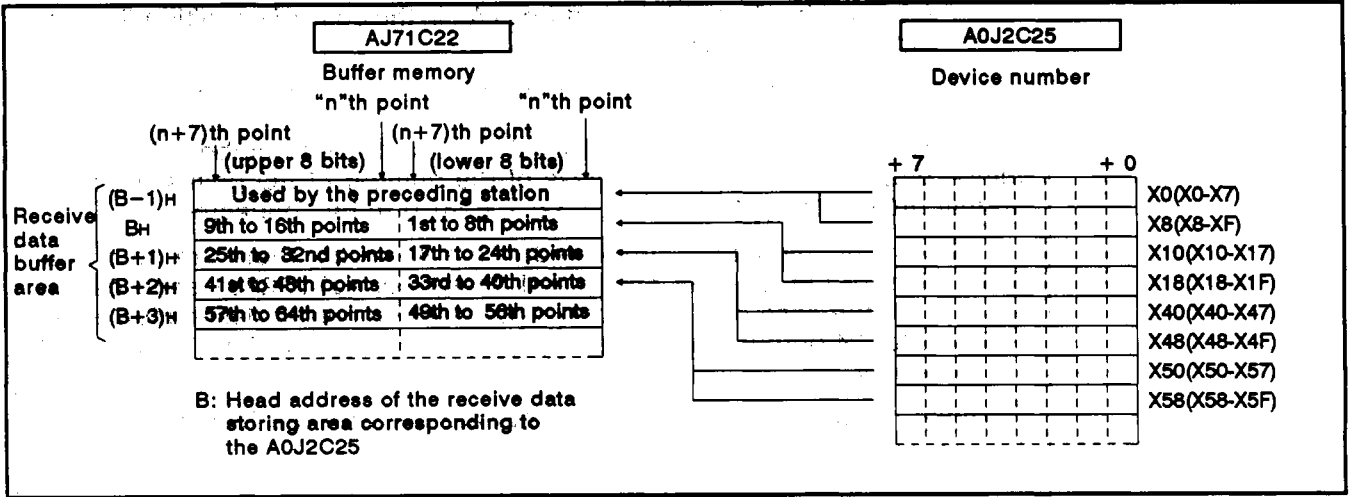 AJ71C22
A0J2C25
Buffer memory
Device number
"n"th point "n"th point
(n+7)th point (n+7)th point
(upper 8 bits) (lower 8 bits)
+ 7 + 0
Receive data buffer area
(B−1)H Used by the preceding station
BH 9th to 16th points 1st to 8th points
(B+1)H 25th to 32nd points 17th to 24th points
(B+2)H 41st to 48th points 33rd to 40th points
(B+3)H 57th to 64th points 49th to 56th points
X0(X0-X7)
X8(X8-XF)
X10(X10-X17)
X18(X18-X1F)
X40(X40-X47)
X48(X48-X4F)
X50(X50-X57)
X58(X58-X5F)
B: Head address of the receive data
storing area corresponding to
the A0J2C25